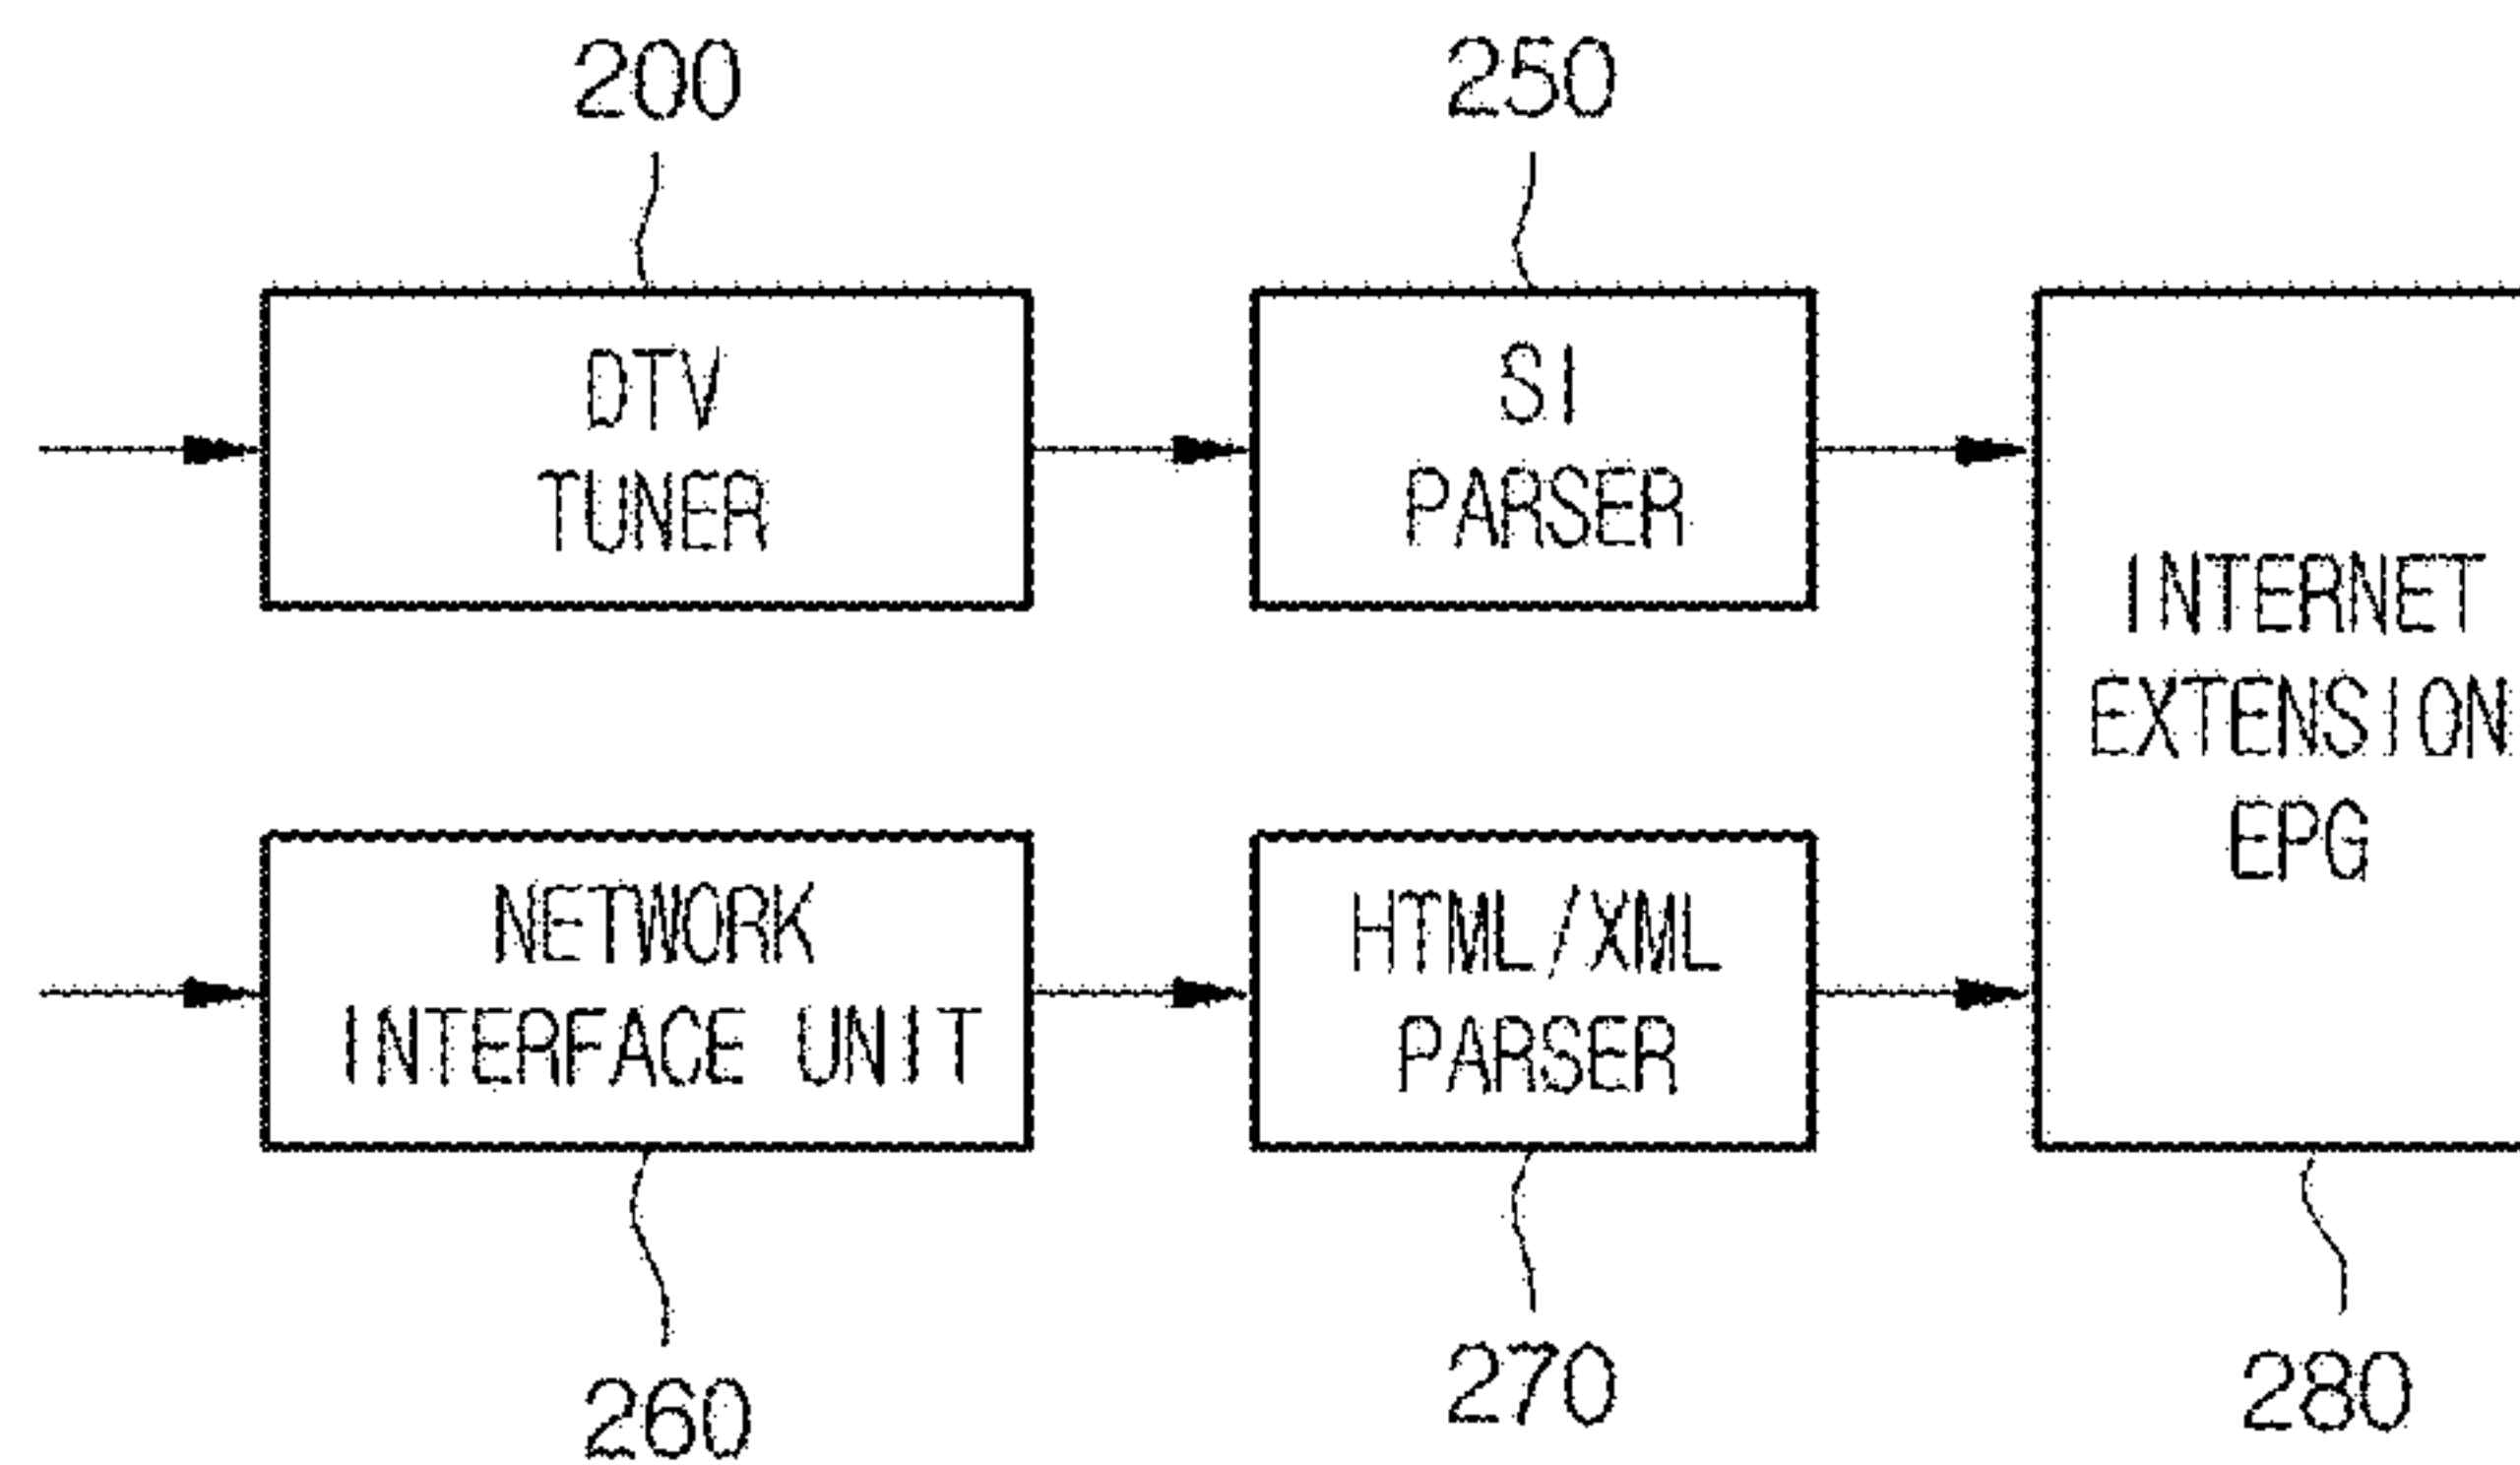 200
250
DTV
TUNER
SI
PARSER
INTERNET
EXTENSION
EPG
NETWORK
INTERFACE UNIT
HTML/XML
PARSER
260
270
280